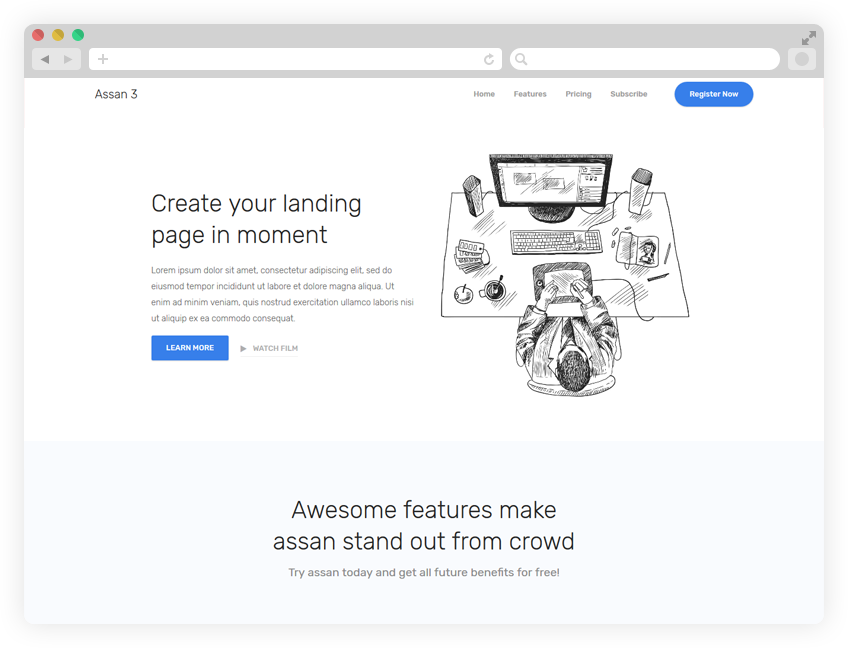 Assan 3
Home Features Pricing Subscribe Register Now
Create your landing
page in moment
Lorem ipsum dolor sit amet, consectetur adipiscing elit, sed do
eiusmod tempor incididunt ut labore et dolore magna aliqua. Ut
enim ad minim veniam, quis nostrud exercitation ullamco laboris nisi
ut aliquip ex ea commodo consequat.
LEARN MORE WATCH FILM
Awesome features make
assan stand out from crowd
Try assan today and get all future benefits for free!